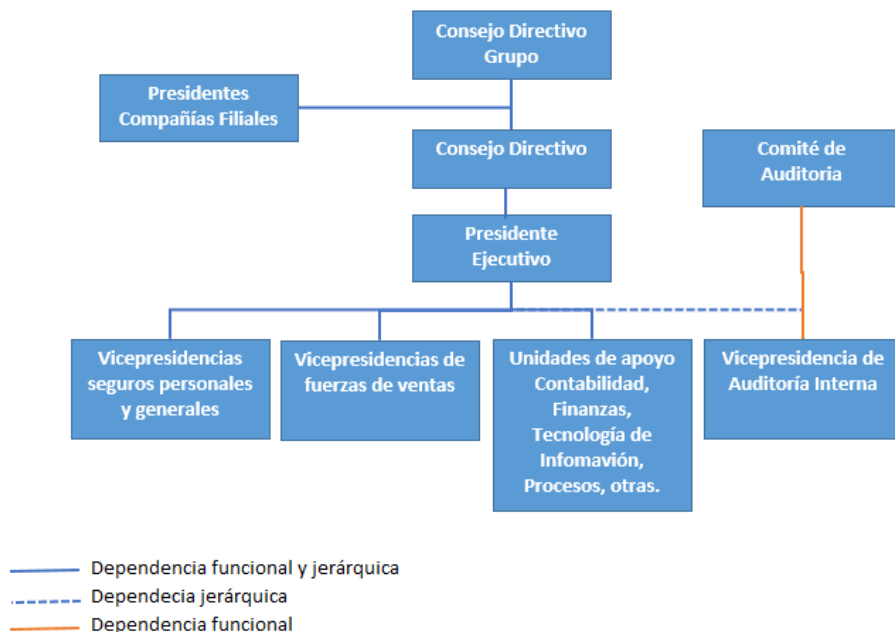 Consejo Directivo
Grupo
Presidentes
Compañías Filiales
Consejo Directivo
Comité de
Auditoria
Presidente
Ejecutivo
Vicepresidencias
seguros personales
y generales
Vicepresidencias de
fuerzas de ventas
Unidades de apoyo
Contabilidad,
Finanzas,
Tecnología de
Infomavión,
Procesos, otras.
Vicepresidencia de
Auditoría Interna
Dependencia funcional y jerárquica
Dependecia jerárquica
Dependencia funcional